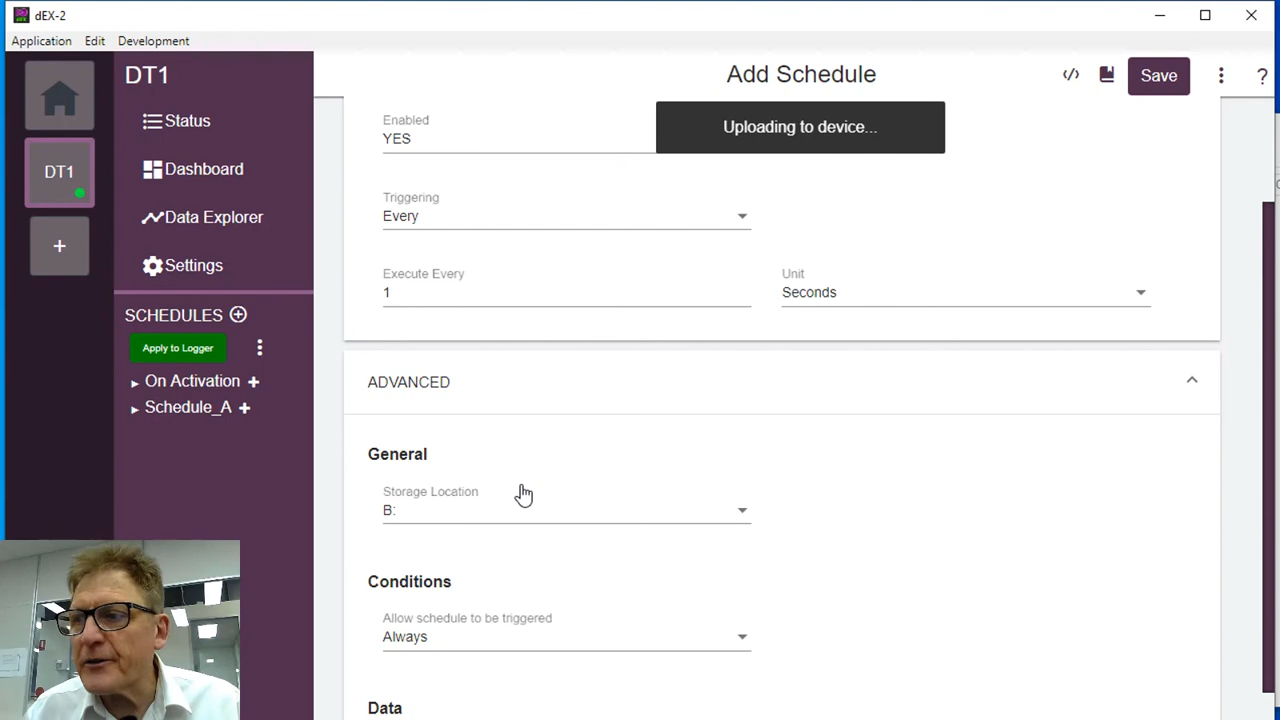 dEX-2
Application Edit Development
DT1
Add Schedule
</> Save ?
Status
Dashboard
Data Explorer
Settings
DT1
+
SCHEDULES
Apply to Logger
On Activation +
Schedule_A +
Uploading to device...
Enabled
YES
Triggering
Every
Execute Every
1
Unit
Seconds
ADVANCED
General
Storage Location
B:
Conditions
Allow schedule to be triggered
Always
Data